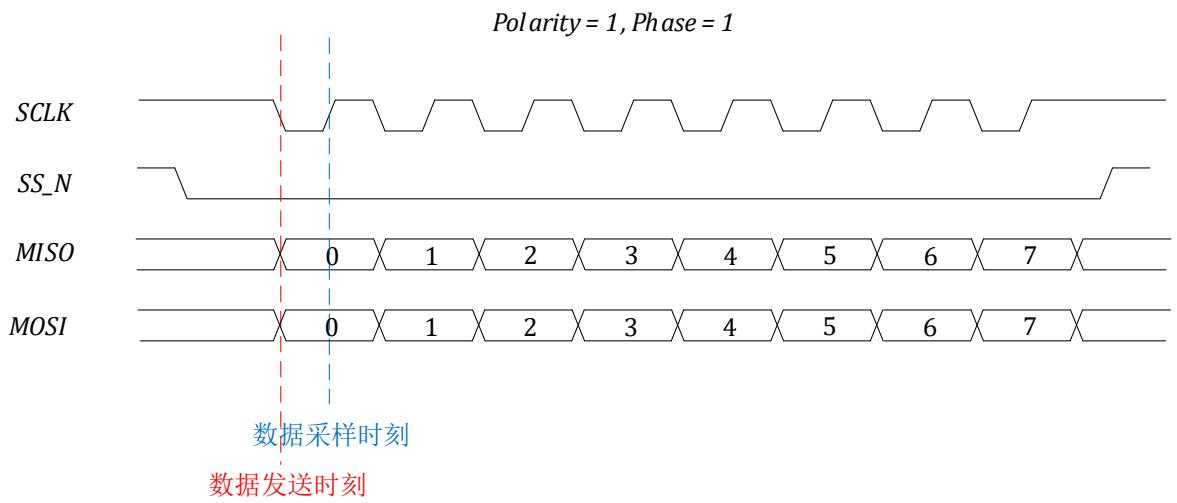 Polarity = 1, Phase = 1
SCLK
SS_N
MISO 0 1 2 3 4 5 6 7
MOSI 0 1 2 3 4 5 6 7
数据采样时刻
数据发送时刻